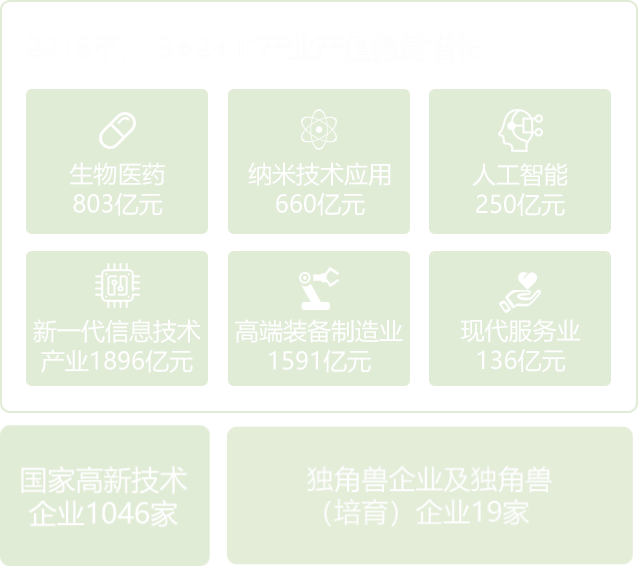 生物医药
803亿元
纳米技术应用
660亿元
人工智能
250亿元
新一代信息技术
产业1896亿元
高端装备制造业
1591亿元
现代服务业
136亿元
国家高新技术
企业1046家
独角兽企业及独角兽
（培育）企业19家